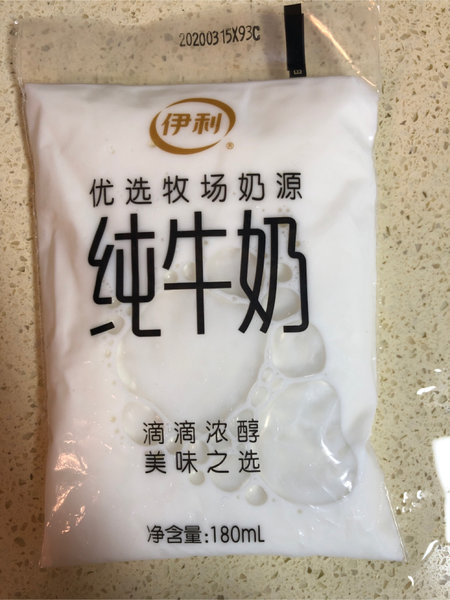 20200315X93C
伊利®
优选牧场奶源
纯牛奶
滴滴浓醇
美味之选
净含量:180mL